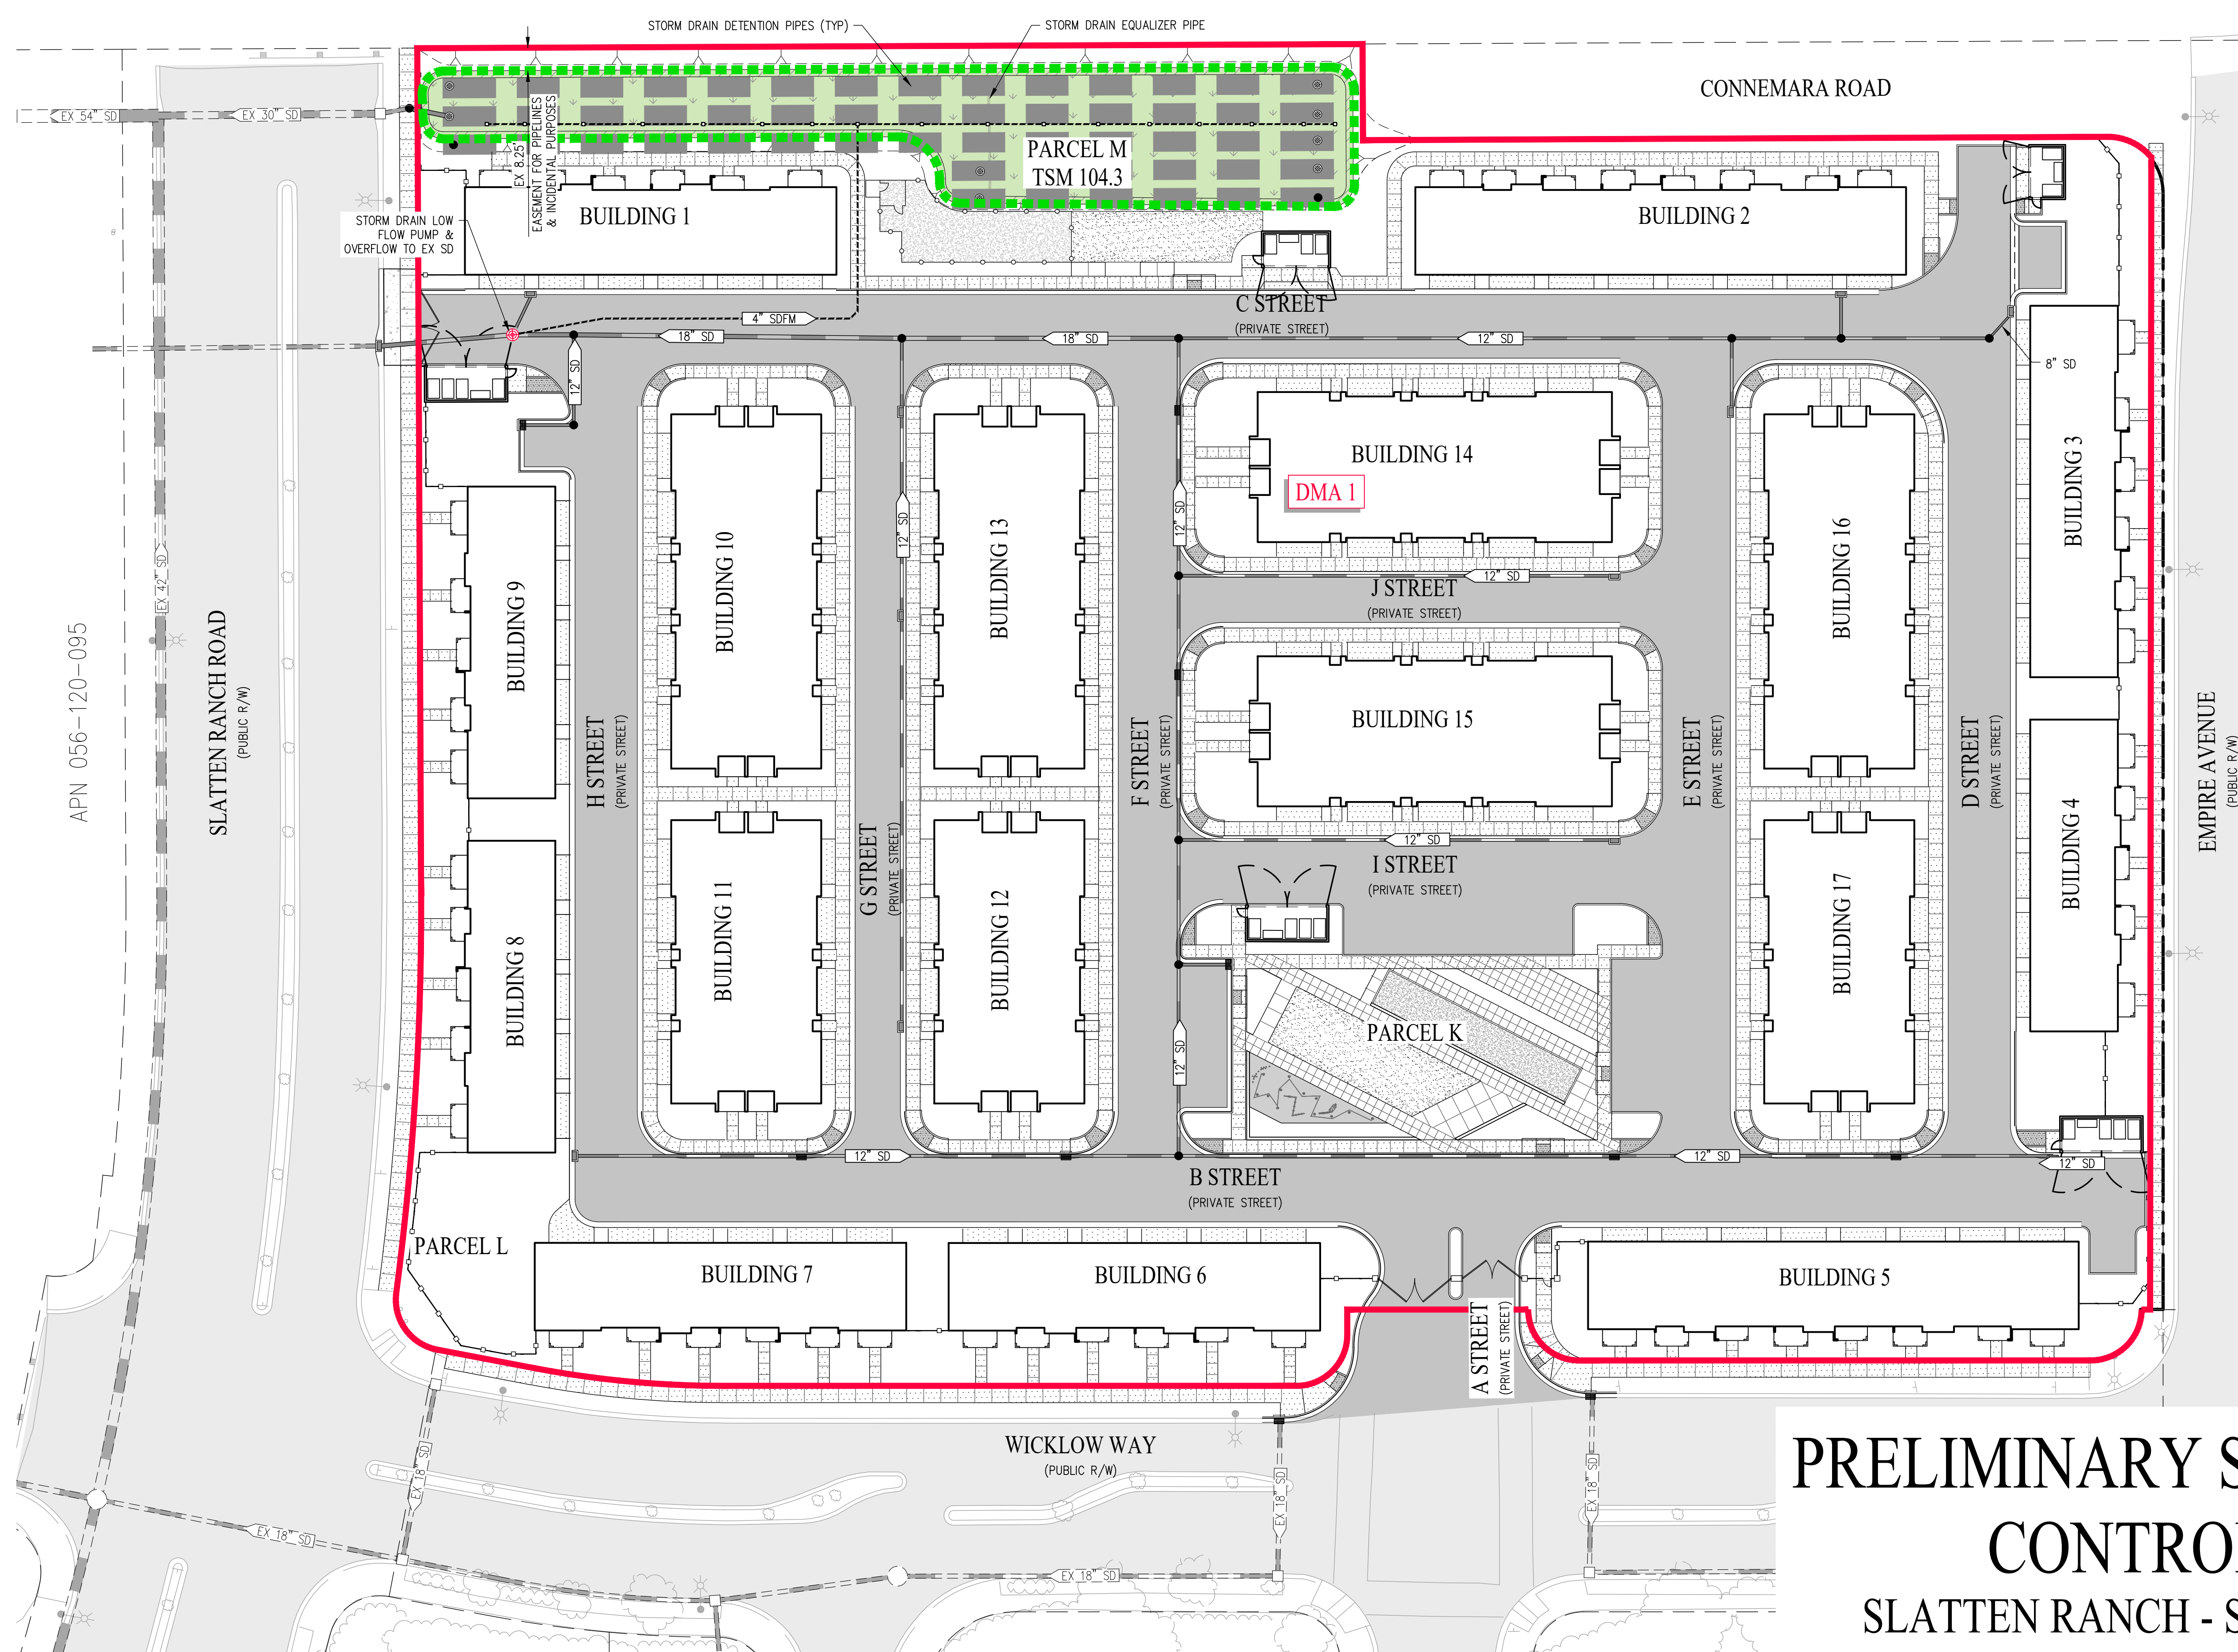 STORM DRAIN DETENTION PIPES (TYP)
STORM DRAIN EQUALIZER PIPE
CONNEMARA ROAD
EX 54" SD
EX 30" SD
EX 8.25'
EASEMENT FOR PIPELINES
& INCIDENTAL PURPOSES
PARCEL M
TSM 104.3
STORM DRAIN LOW
FLOW PUMP &
OVERFLOW TO EX SD
BUILDING 1
BUILDING 2
C STREET
(PRIVATE STREET)
4" SDFM
18" SD
18" SD
12" SD
8" SD
12" SD
BUILDING 14
DMA 1
BUILDING 3
12" SD
12" SD
BUILDING 10
BUILDING 13
BUILDING 16
EX 42" SD
BUILDING 9
12" SD
J STREET
(PRIVATE STREET)
APN 056-120-095
SLATTEN RANCH ROAD
(PUBLIC R/W)
H STREET
(PRIVATE STREET)
F STREET
(PRIVATE STREET)
BUILDING 15
E STREET
(PRIVATE STREET)
D STREET
(PRIVATE STREET)
EMPIRE AVENUE
(PUBLIC R/W)
G STREET
(PRIVATE STREET)
12" SD
I STREET
(PRIVATE STREET)
BUILDING 4
BUILDING 8
BUILDING 11
BUILDING 12
BUILDING 17
PARCEL K
12" SD
12" SD
12" SD
12" SD
B STREET
(PRIVATE STREET)
PARCEL L
BUILDING 7
BUILDING 6
BUILDING 5
A STREET
(PRIVATE STREET)
WICKLOW WAY
(PUBLIC R/W)
EX 18" SD
EX 18" SD
EX 18" SD
EX 18" SD
EX 18" SD
PRELIMINARY S
CONTRO
SLATTEN RANCH - S